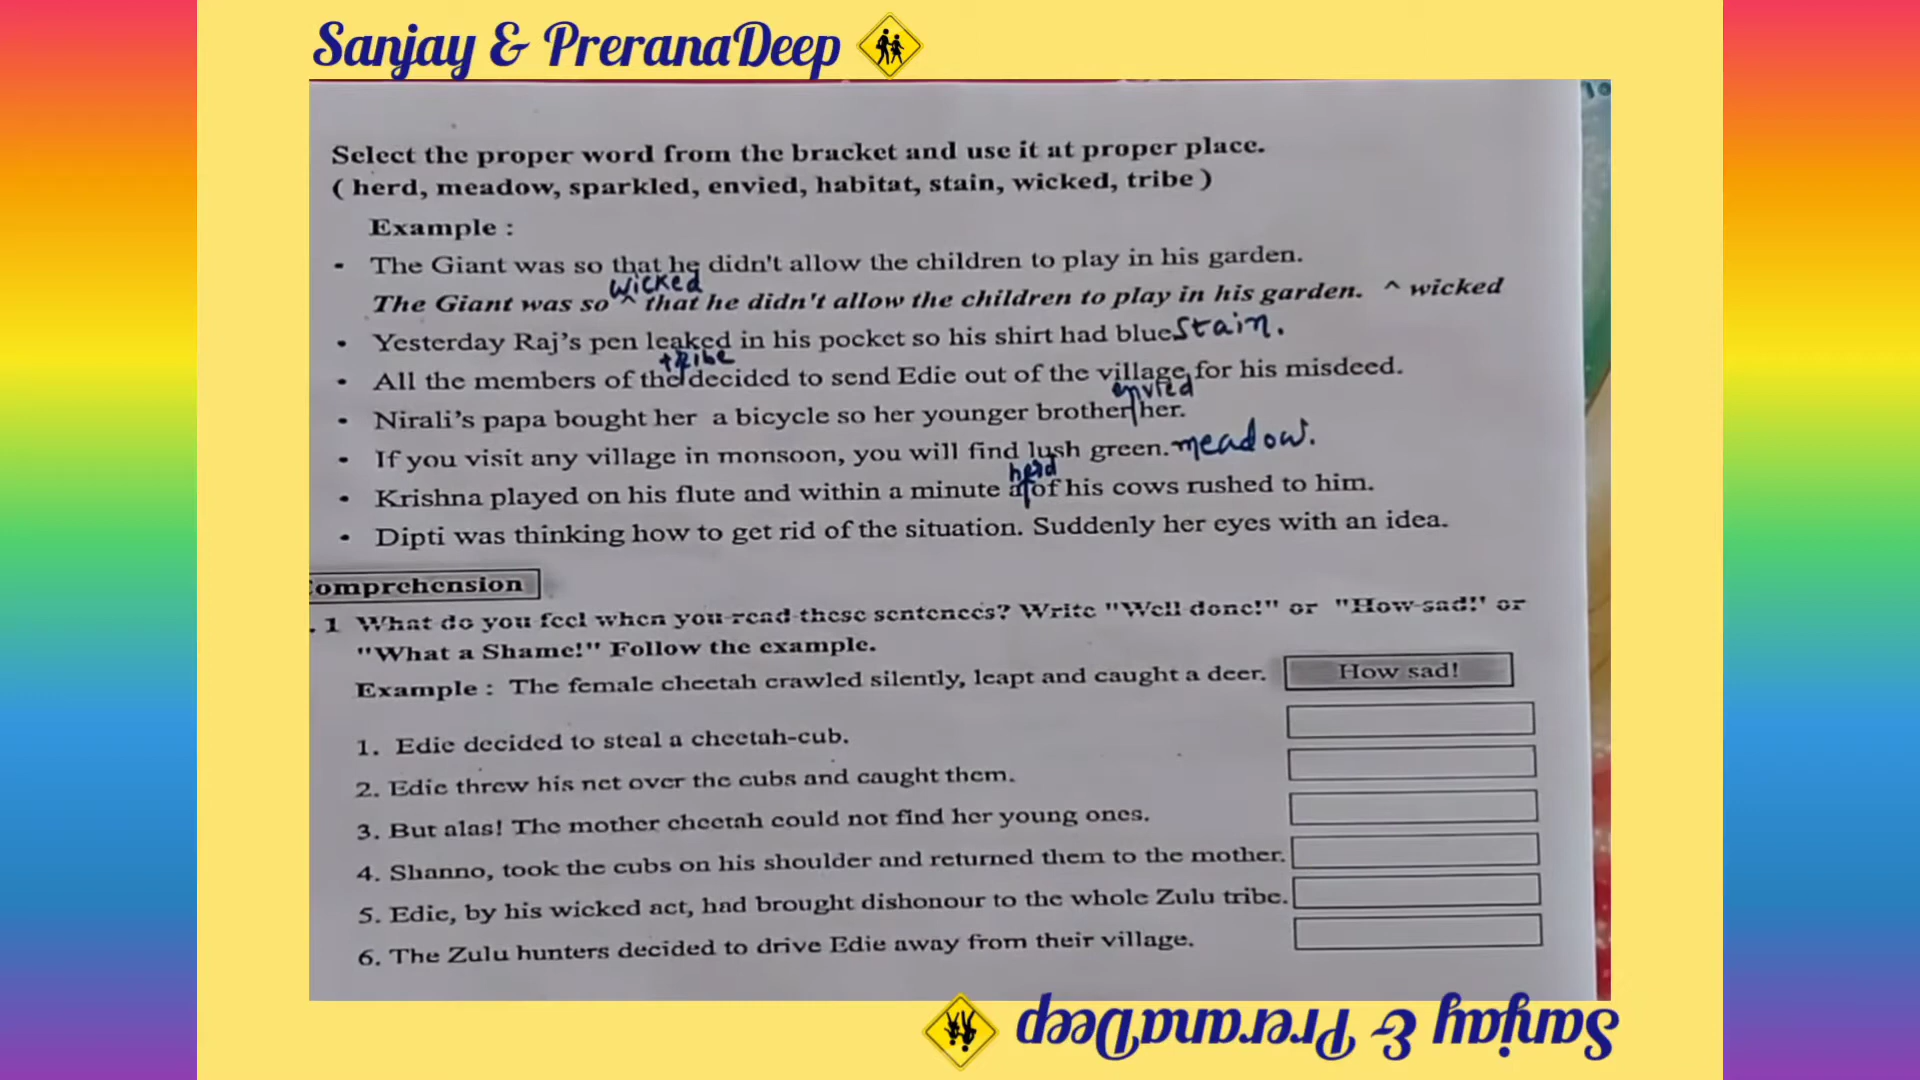 Sanjay & PreranaDeep
Select the proper word from the bracket and use it at proper place.
( herd, meadow, sparkled, envied, habitat, stain, wicked, tribe )
Example :
- The Giant was so that he didn't allow the children to play in his garden.
wicked
The Giant was so ^ that he didn't allow the children to play in his garden. ^ wicked
• Yesterday Raj's pen leaked in his pocket so his shirt had blue stain.
tribe
• All the members of the decided to send Edie out of the village for his misdeed.
envied
• Nirali's papa bought her a bicycle so her younger brother her.
• If you visit any village in monsoon, you will find lush green. meadow.
herd
• Krishna played on his flute and within a minute a of his cows rushed to him.
• Dipti was thinking how to get rid of the situation. Suddenly her eyes with an idea.
omprehension
. 1 What do you feel when you read these sentences? Write "Well done!" or "How sad!" or
"What a Shame!" Follow the example.
Example : The female cheetah crawled silently, leapt and caught a deer. How sad!
1. Edie decided to steal a cheetah-cub.
2. Edie threw his net over the cubs and caught them.
3. But alas! The mother cheetah could not find her young ones.
4. Shanno, took the cubs on his shoulder and returned them to the mother.
5. Edie, by his wicked act, had brought dishonour to the whole Zulu tribe.
6. The Zulu hunters decided to drive Edie away from their village.
Sanjay & PreranaDeep